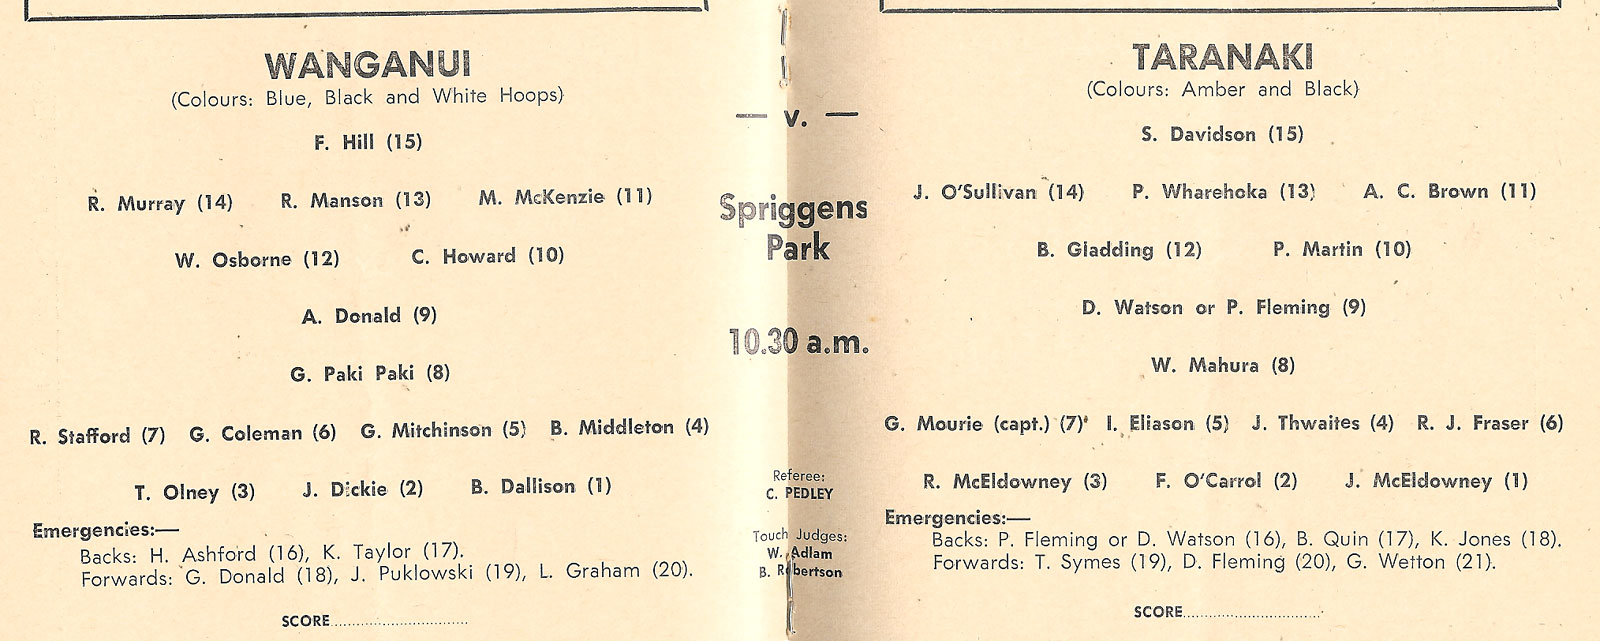 WANGANUI
(Colours: Blue, Black and White Hoops)
F. Hill (15)
R. Murray (14) R. Manson (13) M. McKenzie (11)
W. Osborne (12) C. Howard (10)
A. Donald (9)
G. Paki Paki (8)
R. Stafford (7) G. Coleman (6) G. Mitchinson (5) B. Middleton (4)
T. Olney (3) J. Dickie (2) B. Dallison (1)
Emergencies:—
Backs: H. Ashford (16), K. Taylor (17).
Forwards: G. Donald (18), J. Puklowski (19), L. Graham (20).
SCORE..............................
— v. —
Spriggens
Park
10.30 a.m.
Referee:
C. PEDLEY
Touch Judges:
W. Adlam
B. Robertson
TARANAKI
(Colours: Amber and Black)
S. Davidson (15)
J. O'Sullivan (14) P. Wharehoka (13) A. C. Brown (11)
B. Gladding (12) P. Martin (10)
D. Watson or P. Fleming (9)
W. Mahura (8)
G. Mourie (capt.) (7) I. Eliason (5) J. Thwaites (4) R. J. Fraser (6)
R. McEldowney (3) F. O'Carrol (2) J. McEldowney (1)
Emergencies:—
Backs: P. Fleming or D. Watson (16), B. Quin (17), K. Jones (18).
Forwards: T. Symes (19), D. Fleming (20), G. Wetton (21).
SCORE..............................